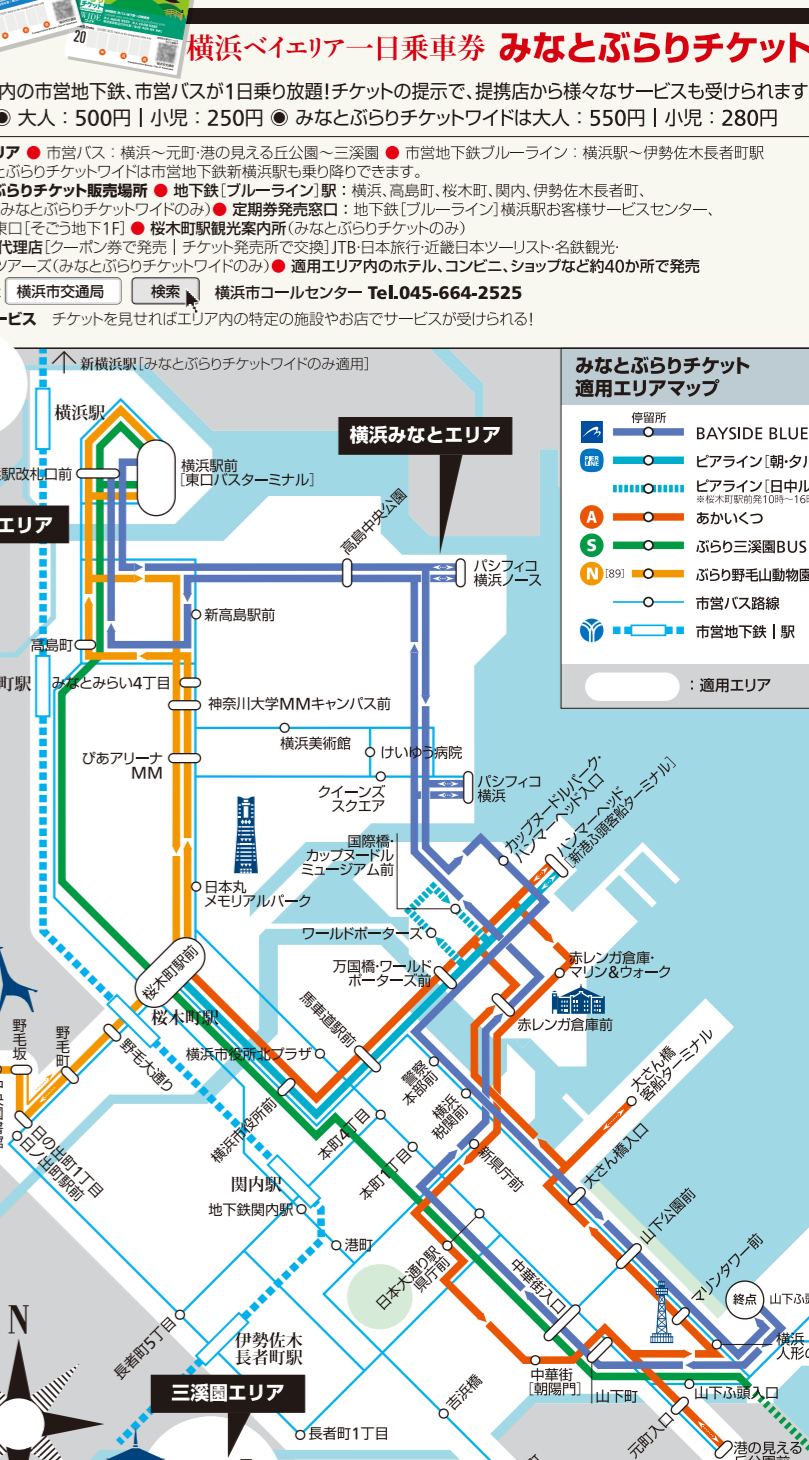 20
横浜ベイエリア一日乗車券 みなとぶらりチケット
内の市営地下鉄、市営バスが1日乗り放題!チケットの提示で、提携店から様々なサービスも受けられます
◉ 大人：500円｜小児：250円 ◉ みなとぶらりチケットワイドは大人：550円｜小児：280円
リア ● 市営バス：横浜～元町･港の見える丘公園～三溪園 ● 市営地下鉄ブルーライン：横浜駅～伊勢佐木長者町駅
とぶらりチケットワイドは市営地下鉄新横浜駅も乗り降りできます。
ぶらりチケット販売場所 ● 地下鉄[ブルーライン]駅：横浜、高島町、桜木町、関内、伊勢佐木長者町、
みなとぶらりチケットワイドのみ) ● 定期券発売窓口：地下鉄[ブルーライン]横浜駅お客様サービスセンター、
東口[そごう地下1F] ● 桜木町駅観光案内所(みなとぶらりチケットのみ)
代理店[クーポン券で発売｜チケット発売所で交換]JTB･日本旅行･近畿日本ツーリスト･名鉄観光･
ツアーズ(みなとぶらりチケットワイドのみ) ● 適用エリア内のホテル、コンビニ、ショップなど約40か所で発売
横浜市交通局 検索 横浜市コールセンター Tel.045-664-2525
ービス チケットを見せればエリア内の特定の施設やお店でサービスが受けられる!
新横浜駅[みなとぶらりチケットワイドのみ適用]
みなとぶらりチケット
適用エリアマップ
停留所
BAYSIDE BLUE
PIER
LINE
ピアライン[朝･夕
ピアライン[日中ル
※桜木町駅前発10時～16時
A あかいくつ
S ぶらり三溪園BUS
N [89] ぶらり野毛山動物園
市営バス路線
市営地下鉄｜駅
：適用エリア
横浜駅
駅改札口前
横浜駅前
[東口バスターミナル]
横浜みなとエリア
エリア
高島中央公園
パシフィコ
横浜ノース
新高島駅前
高島町
町駅
みなとみらい4丁目
神奈川大学MMキャンパス前
横浜美術館
けいゆう病院
ぴあアリーナ
MM
クイーンズ
スクエア
パシフィコ
横浜
カップヌードルパーク･
ハンマーヘッド入口
ハンマーヘッド
[新港ふ頭客船ターミナル]
国際橋･
カップヌードル
ミュージアム前
日本丸
メモリアルパーク
ワールドポーターズ
万国橋･ワールド
ポーターズ前
赤レンガ倉庫･
マリン&ウォーク
赤レンガ倉庫前
桜木町駅前
桜木町駅
馬車道駅前
横浜市役所北プラザ
野毛坂
野毛町
野毛大通り
警察
本部前
横浜
税関前
大さん橋
客船ターミナル
横浜市役所前
本町4丁目
本町1丁目
新県庁前
大さん橋入口
日の出町1丁目
日ノ出町駅前
関内駅
地下鉄関内駅
港町
山下公園前
日本大通り駅
県庁前
中華街入口
マリンタワー前
終点
山下ふ頭
横浜
人形の
N
長者町5丁目
伊勢佐木
長者町駅
中華街
[朝陽門]
山下町
山下ふ頭入口
三溪園エリア
吉浜橋
長者町1丁目
元町入口
港の見える